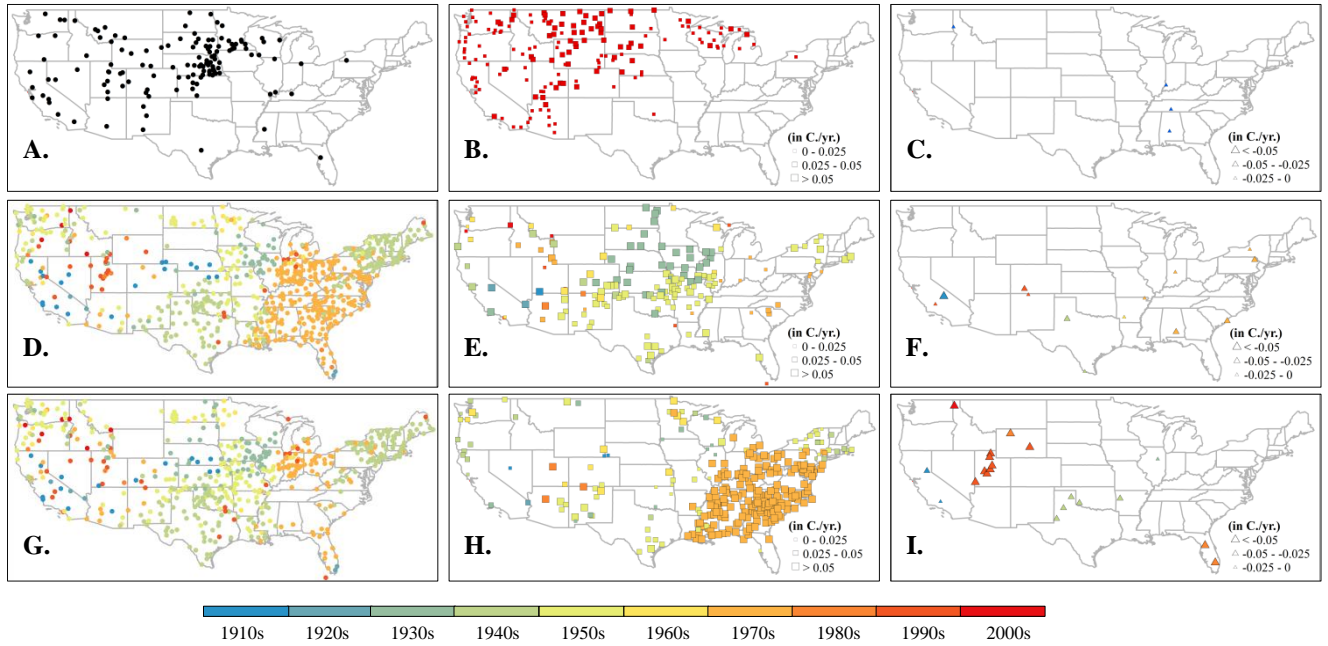 A.
B.
(in C./yr.)
0 - 0.025
0.025 - 0.05
> 0.05
C.
(in C./yr.)
< -0.05
-0.05 - -0.025
-0.025 - 0
D.
E.
(in C./yr.)
0 - 0.025
0.025 - 0.05
> 0.05
F.
(in C./yr.)
< -0.05
-0.05 - -0.025
-0.025 - 0
G.
H.
(in C./yr.)
0 - 0.025
0.025 - 0.05
> 0.05
I.
(in C./yr.)
< -0.05
-0.05 - -0.025
-0.025 - 0
1910s 1920s 1930s 1940s 1950s 1960s 1970s 1980s 1990s 2000s